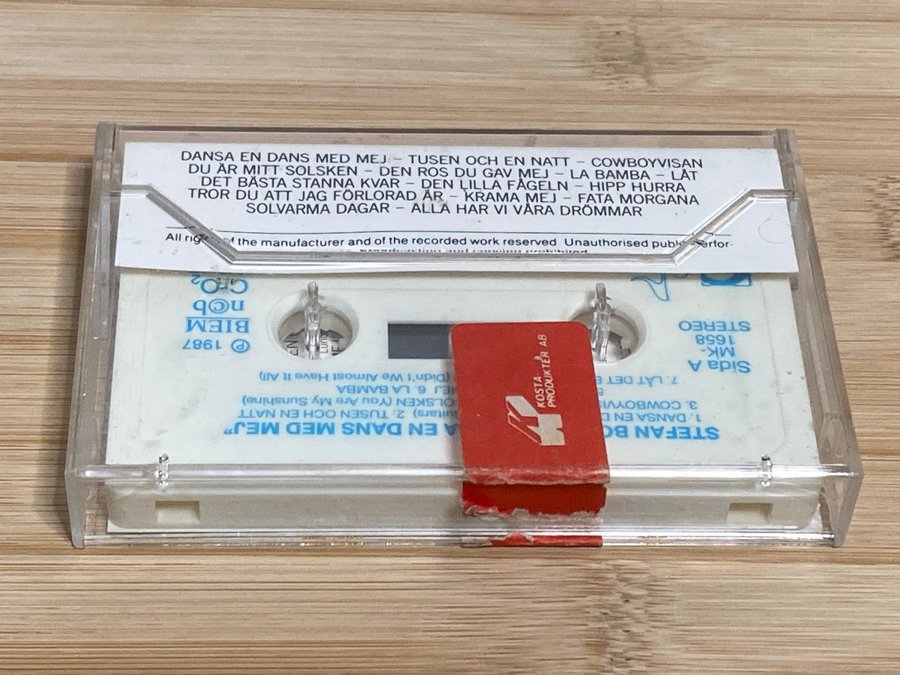 DANSA EN DANS MED MEJ – TUSEN OCH EN NATT – COWBOYVISAN
DU ÄR MITT SOLSKEN – DEN ROS DU GAV MEJ – LA BAMBA – LÅT
DET BÄSTA STANNA KVAR – DEN LILLA FÅGELN – HIPP HURRA
TROR DU ATT JAG FÖRLORAD ÄR – KRAMA MEJ – FATA MORGANA
SOLVARMA DAGAR – ALLA HAR VI VÅRA DRÖMMAR
All rights of the manufacturer and of the recorded work reserved. Unauthorised public perfor-
STEFAN BO
A EN DANS MED MEJ"
1. DANSA EN D
Guitars) 2. TUSEN OCH EN NATT
3. COWBOYVI
OLSKEN (You Are My Sunshine)
MEJ 6. LA BAMBA
7. LÅT DET B
(Didn't We Almost Have It All)
Sida A
MK-
1658
STEREO
℗ 1987
BIEM
n©b
CrO2
KOSTA
PRODUKTER AB